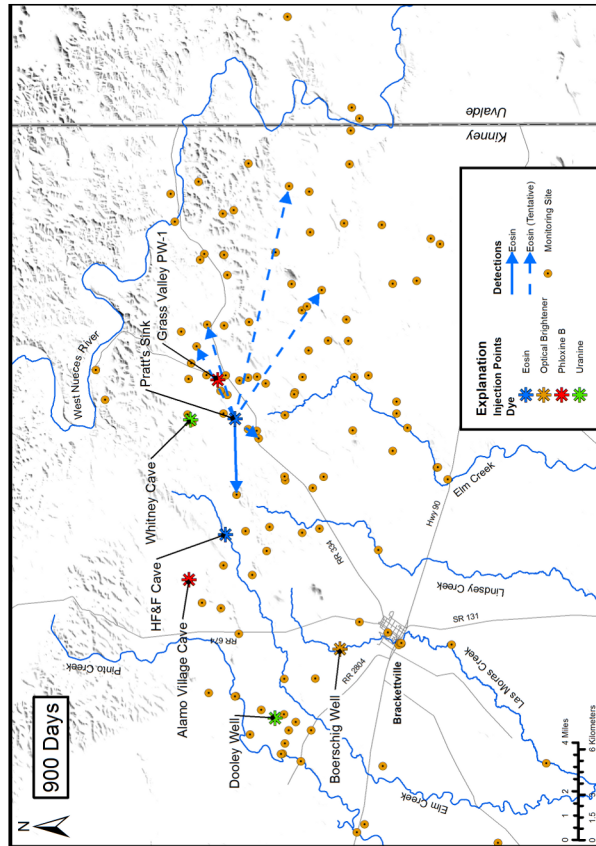 900 Days
N
West Nueces River
Pratt's Sink
Grass Valley PW-1
Whitney Cave
HF&F Cave
Alamo Village Cave
Pinto Creek
RR 674
Dooley Well
Boerschig Well
RR 2804
RR 334
Brackettville
Hwy 90
SR 131
Elm Creek
Lindsey Creek
Las Moras Creek
Elm Creek
Kinney
Uvalde
Explanation
Injection Points
Dye
Eosin
Optical Brightener
Phloxine B
Uranine
Detections
Eosin
Eosin (Tentative)
Monitoring Site
0 1 2 4 Miles
0 1.5 3 6 Kilometers